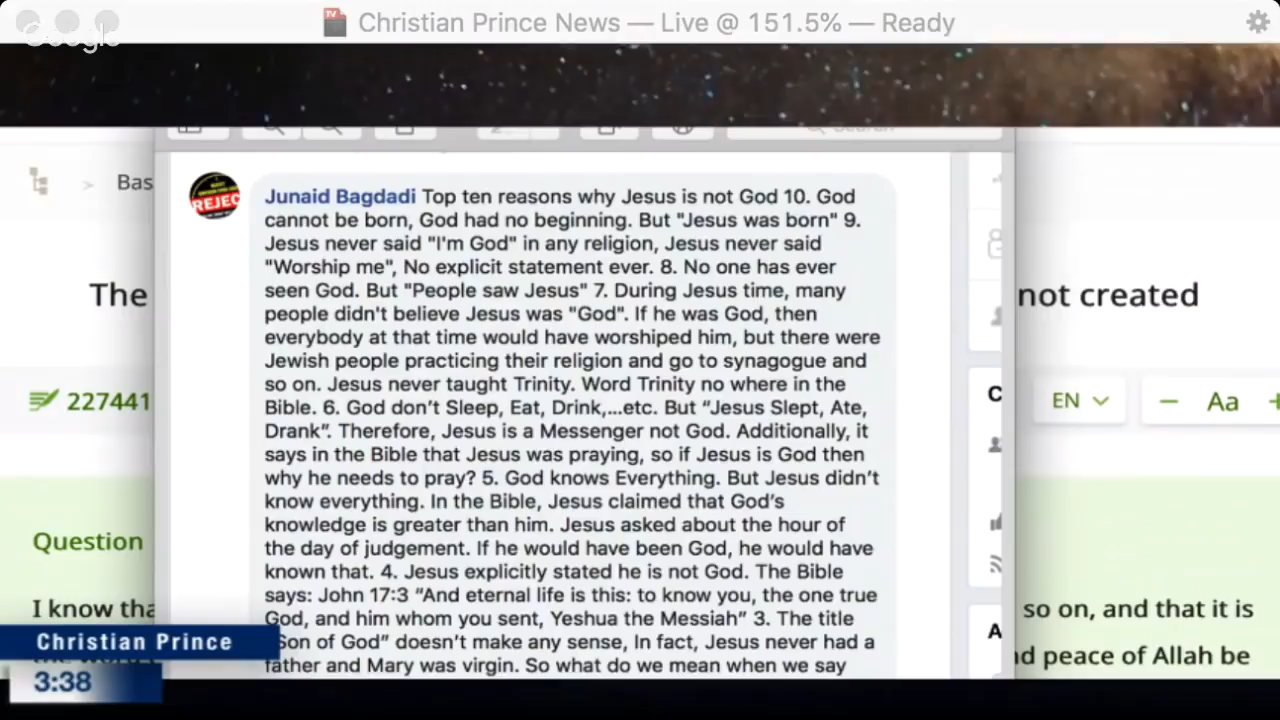 Google
Christian Prince News — Live @ 151.5% — Ready
Search
Bas
The
not created
227441
EN
Aa
Question
I know tha
so on, and that it is
nd peace of Allah be
REJEC
Junaid Bagdadi Top ten reasons why Jesus is not God 10. God
cannot be born, God had no beginning. But "Jesus was born" 9.
Jesus never said "I'm God" in any religion, Jesus never said
"Worship me", No explicit statement ever. 8. No one has ever
seen God. But "People saw Jesus" 7. During Jesus time, many
people didn't believe Jesus was "God". If he was God, then
everybody at that time would have worshiped him, but there were
Jewish people practicing their religion and go to synagogue and
so on. Jesus never taught Trinity. Word Trinity no where in the
Bible. 6. God don't Sleep, Eat, Drink,...etc. But “Jesus Slept, Ate,
Drank”. Therefore, Jesus is a Messenger not God. Additionally, it
says in the Bible that Jesus was praying, so if Jesus is God then
why he needs to pray? 5. God knows Everything. But Jesus didn't
know everything. In the Bible, Jesus claimed that God's
knowledge is greater than him. Jesus asked about the hour of
the day of judgement. If he would have been God, he would have
known that. 4. Jesus explicitly stated he is not God. The Bible
says: John 17:3 “And eternal life is this: to know you, the one true
God, and him whom you sent, Yeshua the Messiah” 3. The title
Son of God” doesn't make any sense, In fact, Jesus never had a
father and Mary was virgin. So what do we mean when we say
C
A
Christian Prince
3:38